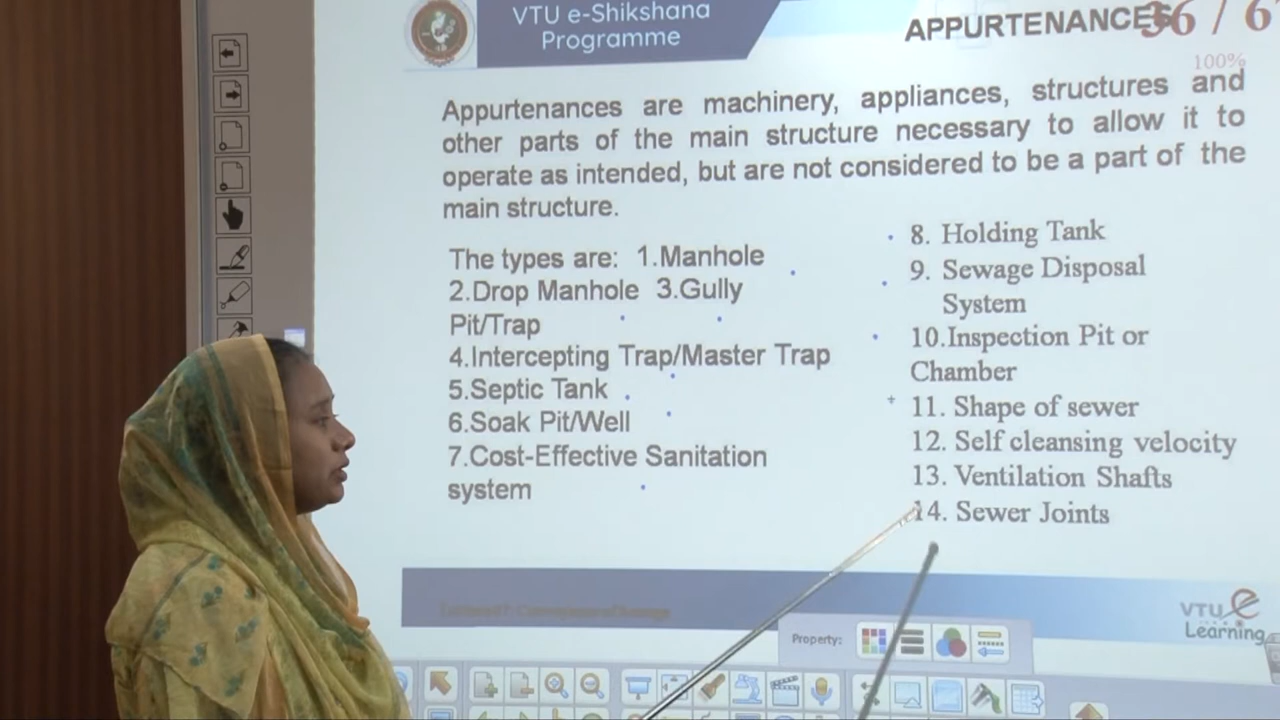 VTU e-Shikshana
Programme
APPURTENANCES
36 / 6
100%
Appurtenances are machinery, appliances, structures and
other parts of the main structure necessary to allow it to
operate as intended, but are not considered to be a part of the
main structure.
The types are: 1.Manhole
2.Drop Manhole 3.Gully
Pit/Trap
4.Intercepting Trap/Master Trap
5.Septic Tank
6.Soak Pit/Well
7.Cost-Effective Sanitation
system
8. Holding Tank
9. Sewage Disposal
System
10.Inspection Pit or
Chamber
11. Shape of sewer
12. Self cleansing velocity
13. Ventilation Shafts
14. Sewer Joints
VTU e
Learning
Property: